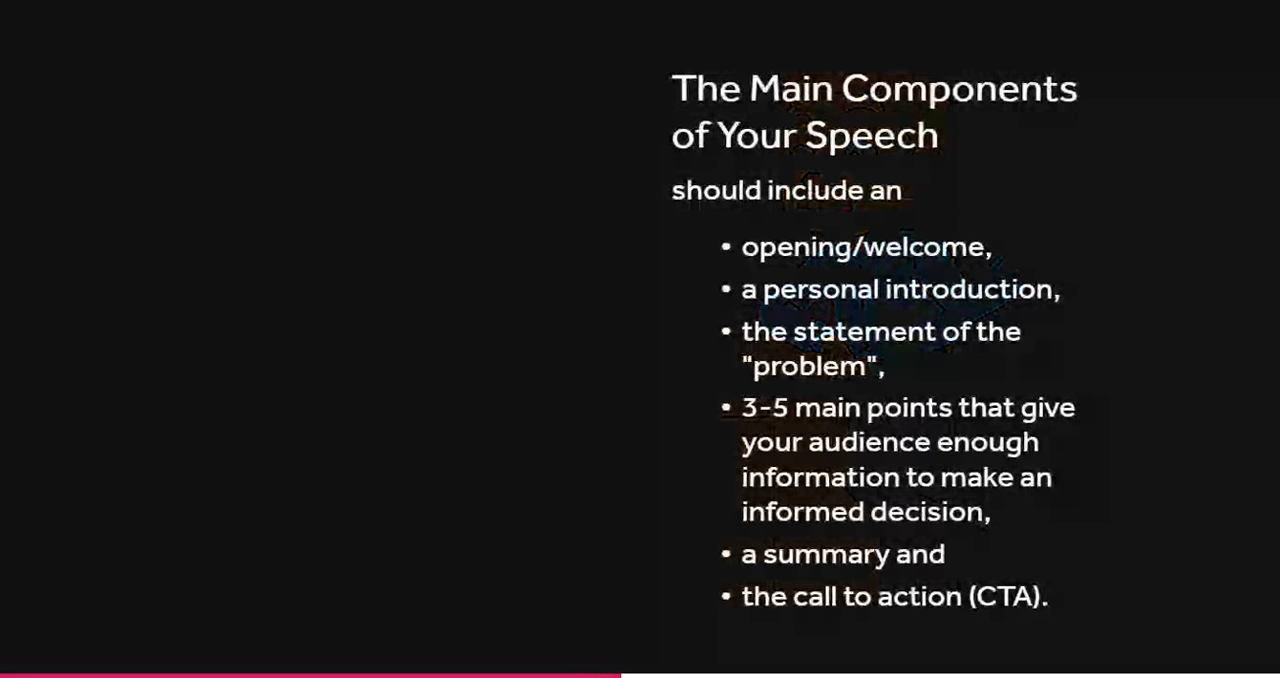 The Main Components
of Your Speech
should include an
• opening/welcome,
• a personal introduction,
• the statement of the
"problem",
• 3-5 main points that give
your audience enough
information to make an
informed decision,
• a summary and
• the call to action (CTA).